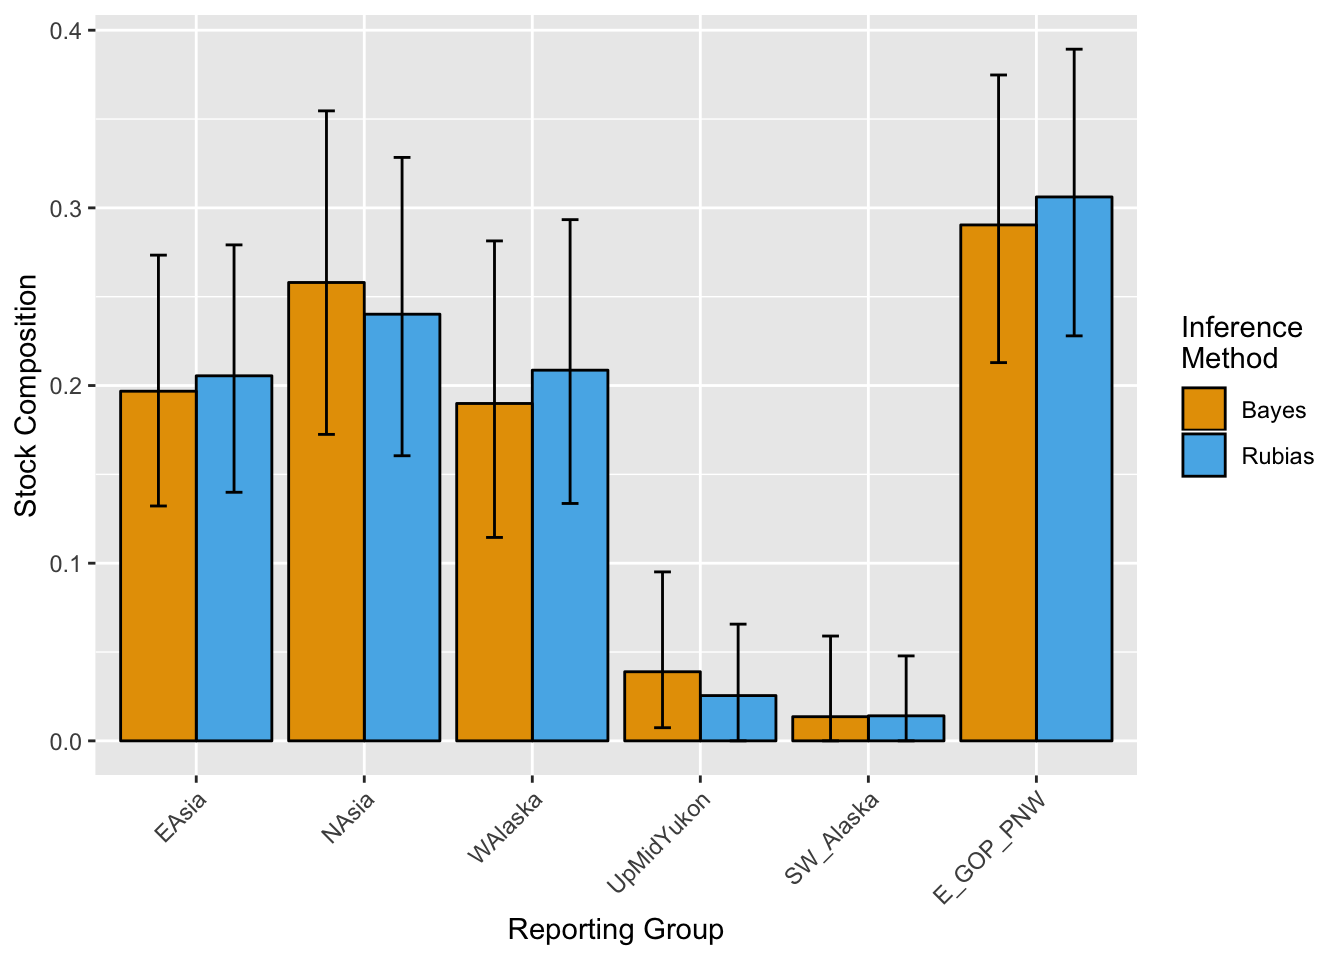 0.4
0.3
0.2
0.1
0.0
Stock Composition
EAsia
NAsia
WAlaska
UpMidYukon
SW_Alaska
E_GOP_PNW
Reporting Group
Inference
Method
Bayes
Rubias